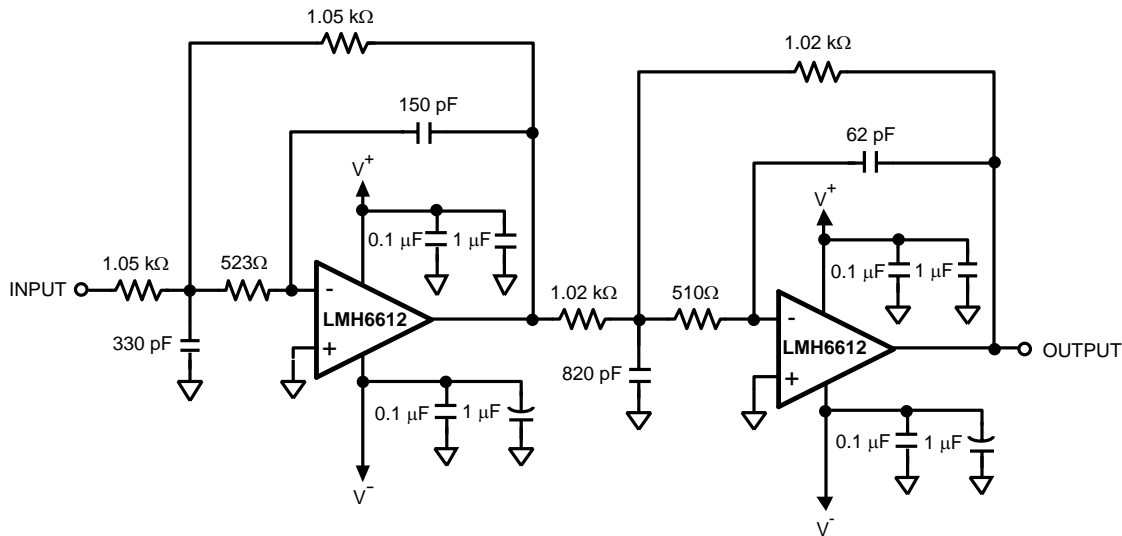 1.05 kΩ
1.02 kΩ
150 pF
62 pF
V+
V+
0.1 μF
1 μF
0.1 μF
1 μF
1.05 kΩ
523Ω
INPUT
-
LMH6612
+
330 pF
1.02 kΩ
510Ω
-
LMH6612
+
OUTPUT
820 pF
0.1 μF
1 μF
0.1 μF
1 μF
V-
V-